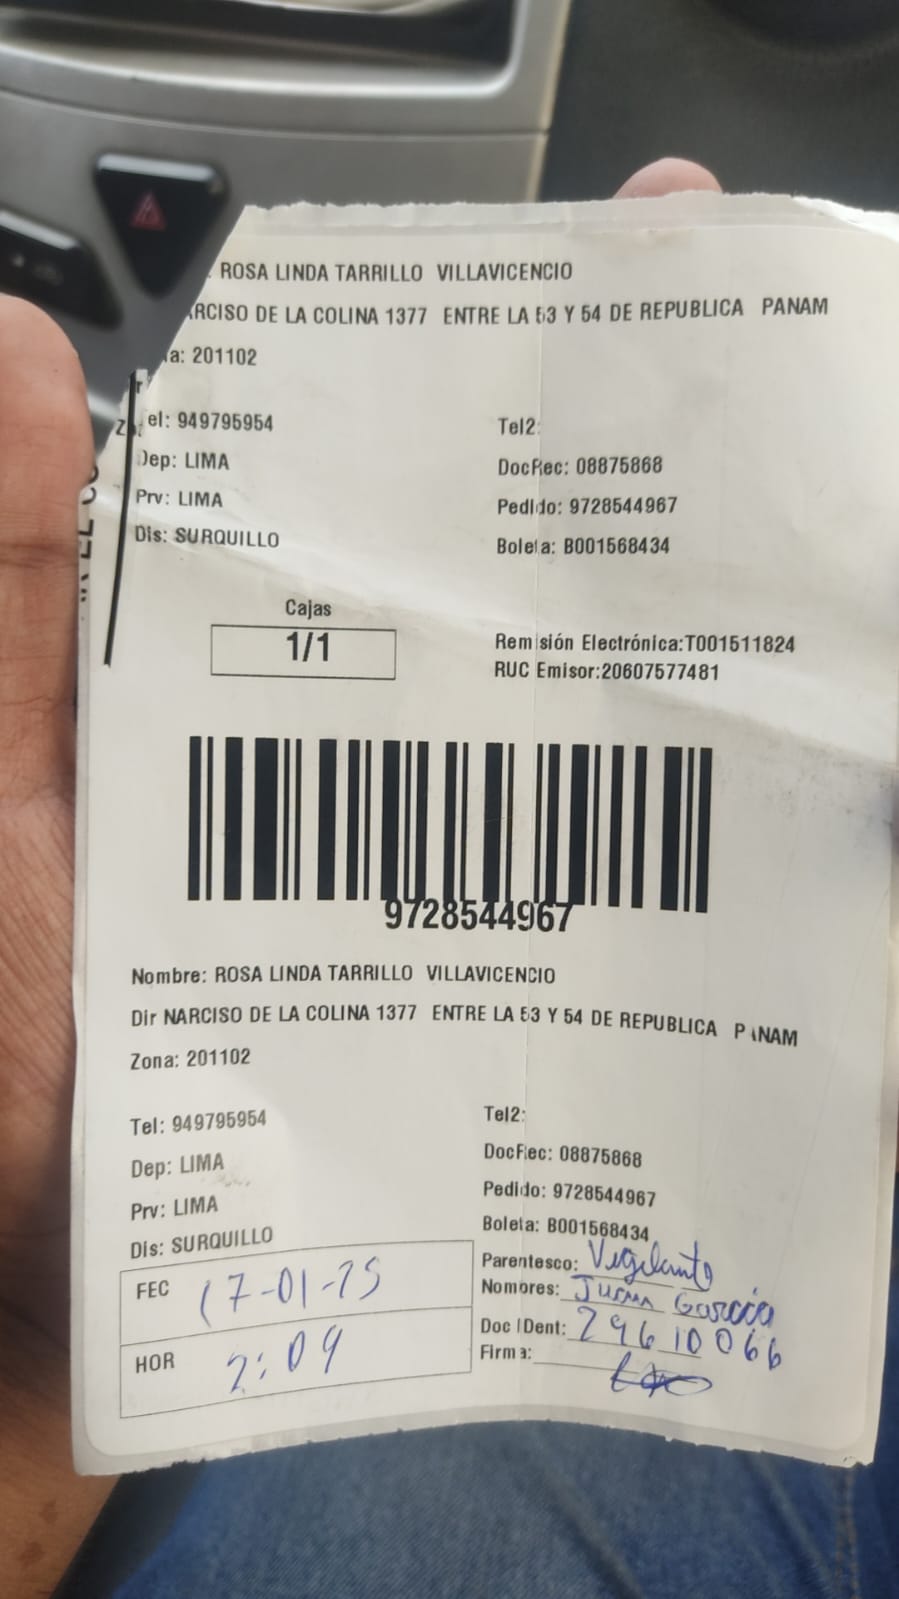 ROSA LINDA TARRILLO VILLAVICENCIO
RCISO DE LA COLINA 1377 ENTRE LA 53 Y 54 DE REPUBLICA PANAM
a: 201102
el: 949795954 Tel2:
Dep: LIMA DocRec: 08875868
Prv: LIMA Pedido: 9728544967
Dis: SURQUILLO Boleta: B001568434
Cajas
1/1
Remisión Electrónica:T001511824
RUC Emisor:20607577481
9728544967
Nombre: ROSA LINDA TARRILLO VILLAVICENCIO
Dir NARCISO DE LA COLINA 1377 ENTRE LA 53 Y 54 DE REPUBLICA PANAM
Zona: 201102
Tel: 949795954 Tel2:
Dep: LIMA DocRec: 08875868
Prv: LIMA Pedido: 9728544967
Dis: SURQUILLO Boleta: B001568434
FEC 17-01-25 Parentesco: Vigilante
Nombres: Garcia
Doc IDent: 29610066
HOR 2:09 Firma: